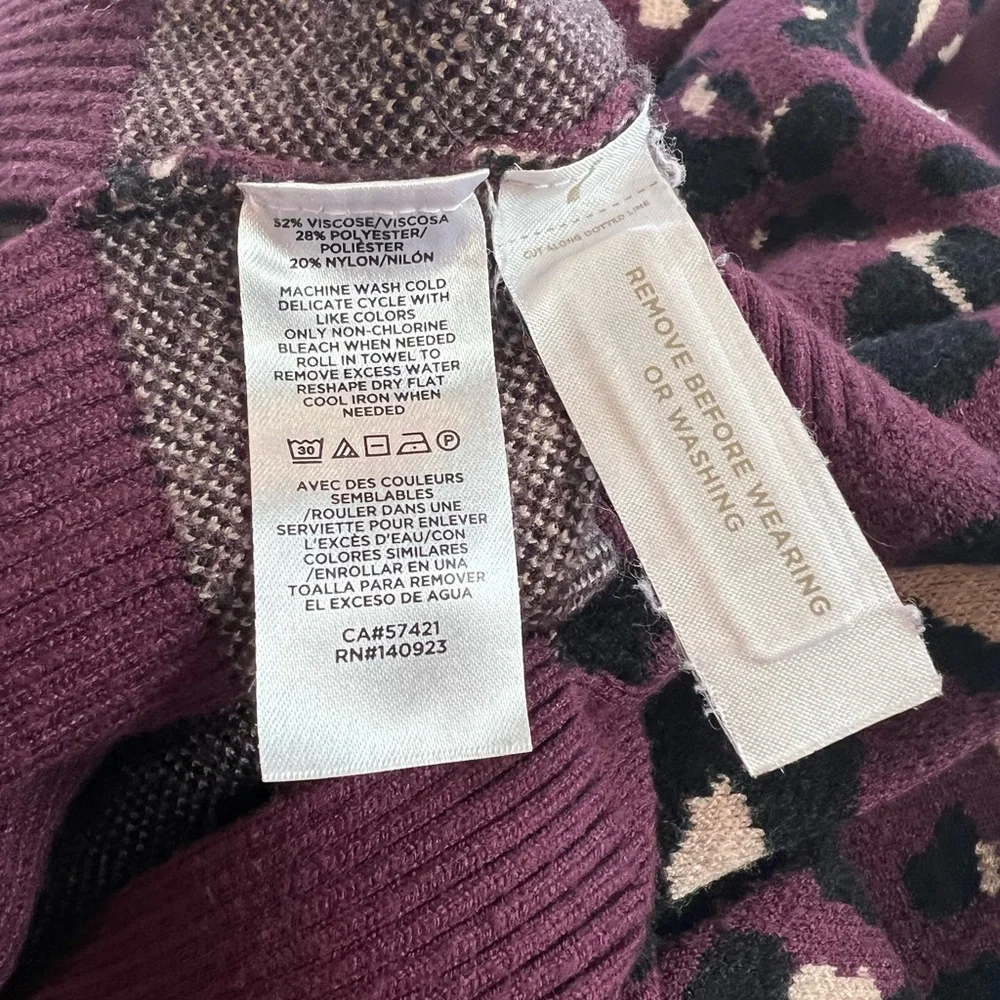 52% VISCOSE/VISCOSA
28% POLYESTER/
POLIÉSTER
20% NYLON/NILÓN
MACHINE WASH COLD
DELICATE CYCLE WITH
LIKE COLORS
ONLY NON-CHLORINE
BLEACH WHEN NEEDED
ROLL IN TOWEL TO
REMOVE EXCESS WATER
RESHAPE DRY FLAT
COOL IRON WHEN
NEEDED
30
P
AVEC DES COULEURS
SEMBLABLES
/ROULER DANS UNE
SERVIETTE POUR ENLEVER
L'EXCÈS D'EAU/CON
COLORES SIMILARES
/ENROLLAR EN UNA
TOALLA PARA REMOVER
EL EXCESO DE AGUA
CA#57421
RN#140923
CUT ALONG DOTTED LINE
REMOVE BEFORE WEARING
OR WASHING